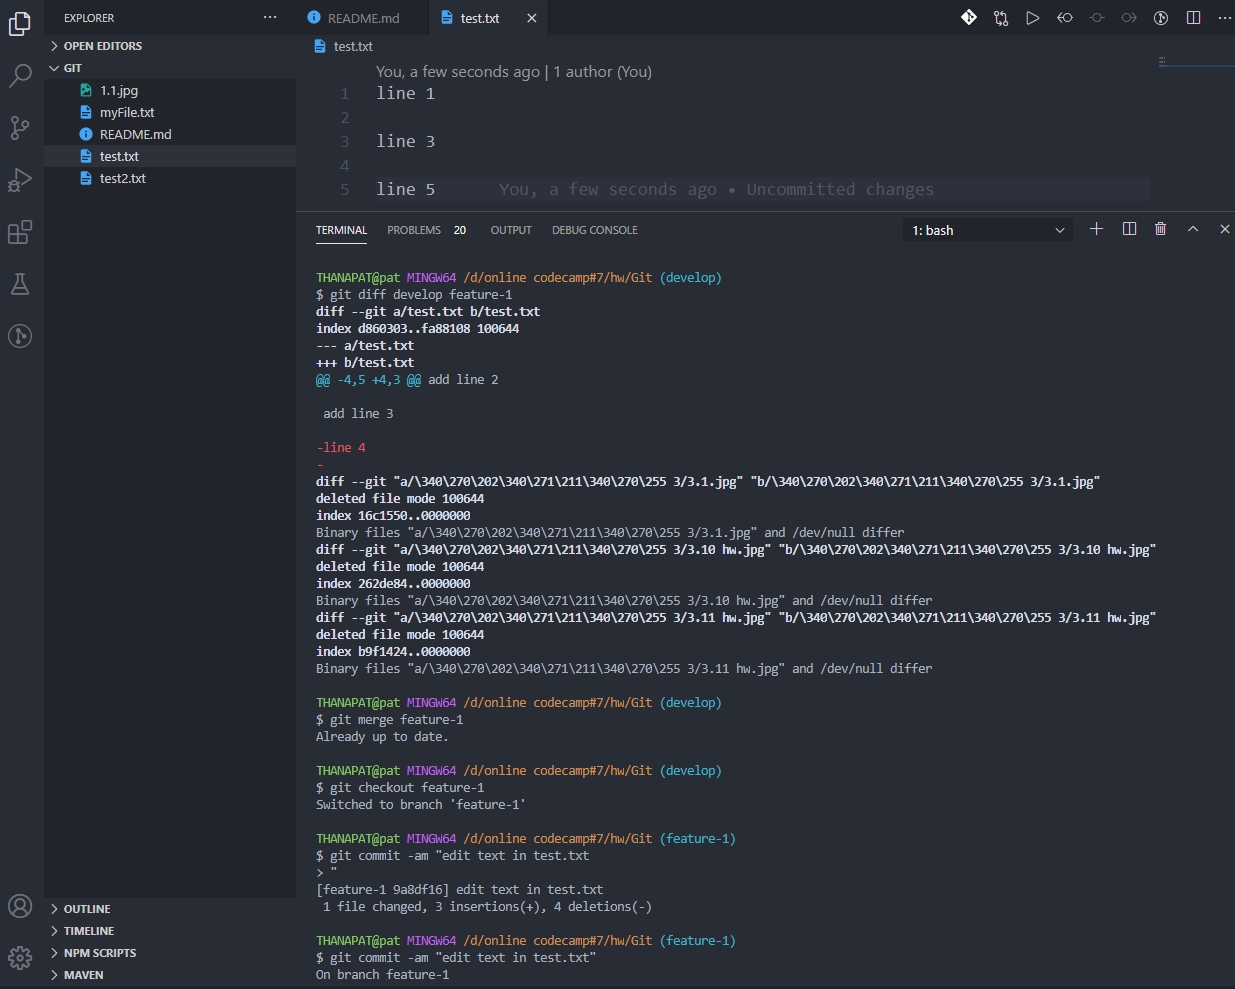 EXPLORER
OPEN EDITORS
GIT
1.1.jpg
myFile.txt
README.md
test.txt
test2.txt
OUTLINE
TIMELINE
NPM SCRIPTS
MAVEN
README.md
test.txt
test.txt
You, a few seconds ago | 1 author (You)
1 line 1
2
3 line 3
4
5 line 5 You, a few seconds ago • Uncommitted changes
TERMINAL PROBLEMS 20 OUTPUT DEBUG CONSOLE 1: bash
THANAPAT@pat MINGW64 /d/online codecamp#7/hw/Git (develop)
$ git diff develop feature-1
diff --git a/test.txt b/test.txt
index d860303..fa88108 100644
--- a/test.txt
+++ b/test.txt
@@ -4,5 +4,3 @@ add line 2
add line 3
-line 4
-
diff --git "a/\340\270\202\340\271\211\340\270\255 3/3.1.jpg" "b/\340\270\202\340\271\211\340\270\255 3/3.1.jpg"
deleted file mode 100644
index 16c1550..0000000
Binary files "a/\340\270\202\340\271\211\340\270\255 3/3.1.jpg" and /dev/null differ
diff --git "a/\340\270\202\340\271\211\340\270\255 3/3.10 hw.jpg" "b/\340\270\202\340\271\211\340\270\255 3/3.10 hw.jpg"
deleted file mode 100644
index 262de84..0000000
Binary files "a/\340\270\202\340\271\211\340\270\255 3/3.10 hw.jpg" and /dev/null differ
diff --git "a/\340\270\202\340\271\211\340\270\255 3/3.11 hw.jpg" "b/\340\270\202\340\271\211\340\270\255 3/3.11 hw.jpg"
deleted file mode 100644
index b9f1424..0000000
Binary files "a/\340\270\202\340\271\211\340\270\255 3/3.11 hw.jpg" and /dev/null differ
THANAPAT@pat MINGW64 /d/online codecamp#7/hw/Git (develop)
$ git merge feature-1
Already up to date.
THANAPAT@pat MINGW64 /d/online codecamp#7/hw/Git (develop)
$ git checkout feature-1
Switched to branch 'feature-1'
THANAPAT@pat MINGW64 /d/online codecamp#7/hw/Git (feature-1)
$ git commit -am "edit text in test.txt
> "
[feature-1 9a8df16] edit text in test.txt
1 file changed, 3 insertions(+), 4 deletions(-)
THANAPAT@pat MINGW64 /d/online codecamp#7/hw/Git (feature-1)
$ git commit -am "edit text in test.txt"
On branch feature-1